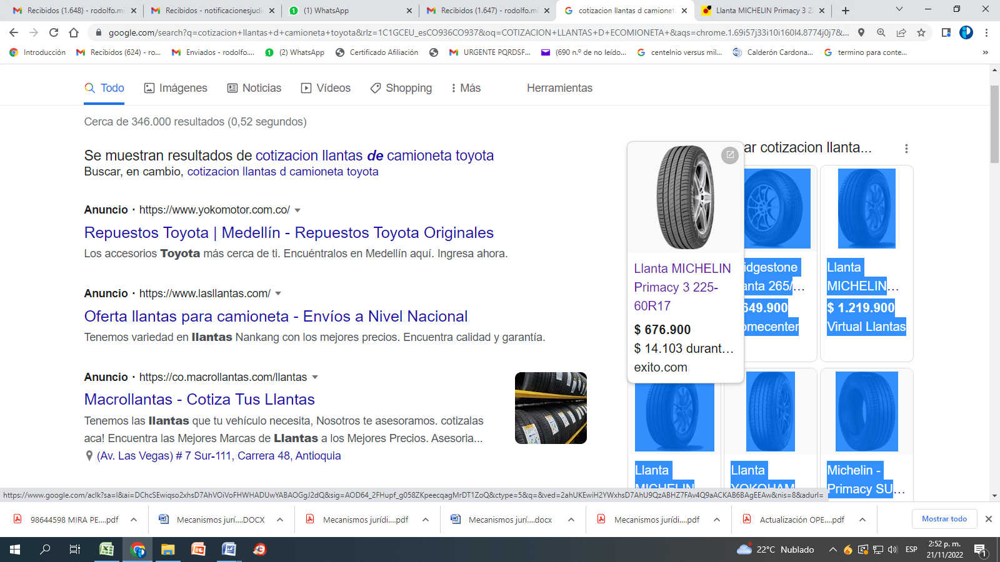 Recibidos (1.648) - rodolfo.mi
Recibidos - notificacionesjudi
(1) WhatsApp
Recibidos (1.647) - rodolfo.mi
cotizacion llantas d camioneta
Llanta MICHELIN Primacy 3 2
google.com/search?q=cotizacion+llantas+d+camioneta+toyota&rlz=1C1GCEU_esCO936CO937&oq=COTIZACION+LLANTAS+D+ECOMIONETA+&aqs=chrome.1.69i57j33i10i160l4.8774j0j7&...
Introducción
Recibidos (624) - ro...
Enviados - rodolfo....
(2) WhatsApp
Certificado Afiliación
URGENTE PQRDSF...
(690 n.º de no leído...
centelnio versus mil...
Calderón Cardona...
termino para conte...
»
Todo
Imágenes
Noticias
Vídeos
Shopping
Más
Herramientas
Cerca de 346.000 resultados (0,52 segundos)
Se muestran resultados de cotizacion llantas de camioneta toyota
Buscar, en cambio, cotizacion llantas d camioneta toyota
Anuncio · https://www.yokomotor.com.co/
Repuestos Toyota | Medellín - Repuestos Toyota Originales
Los accesorios Toyota más cerca de ti. Encuéntralos en Medellín aquí. Ingresa ahora.
Anuncio · https://www.lasllantas.com/
Oferta llantas para camioneta - Envíos a Nivel Nacional
Tenemos variedad en llantas Nankang con los mejores precios. Encuentra calidad y garantía.
Anuncio · https://co.macrollantas.com/llantas
Macrollantas - Cotiza Tus Llantas
Tenemos las llantas que tu vehículo necesita, Nosotros te asesoramos. cotizalas
aca! Encuentra las Mejores Marcas de Llantas a los Mejores Precios. Asesoria...
(Av. Las Vegas) # 7 Sur-111, Carrera 48, Antioquia
ar cotizacion llanta...
Llanta MICHELIN
Primacy 3 225-
60R17
$ 676.900
$ 14.103 durant...
exito.com
idgestone
anta 265/...
649.900
omecenter
Llanta
MICHELIN...
$ 1.219.900
Virtual Llantas
Llanta
MICHELIN
Llanta
YOKOHAM
Michelin -
Primacy SU...
https://www.google.com/aclk?sa=l&ai=DChcSEwiqso2xhsD7AhVOiVoFHWHADUwYABAOGgJ2dQ&sig=AOD64_2FHupf_g058ZKpeecqagMrDT1ZoQ&ctype=5&q=&ved=2ahUKEwiH2YWxhsD7AhU9QzABHZ7FAv4Q9aACKAB6BAgEEAw&nis=8&adurl=
98644598 MIRA PE....pdf
Mecanismos jurí....DOCX
Mecanismos jurídi....pdf
Mecanismos jurí....docx
Mecanismos jurídi....pdf
Actualización OPE....pdf
Mostrar todo
22°C Nublado
ESP
2:52 p. m.
21/11/2022
1